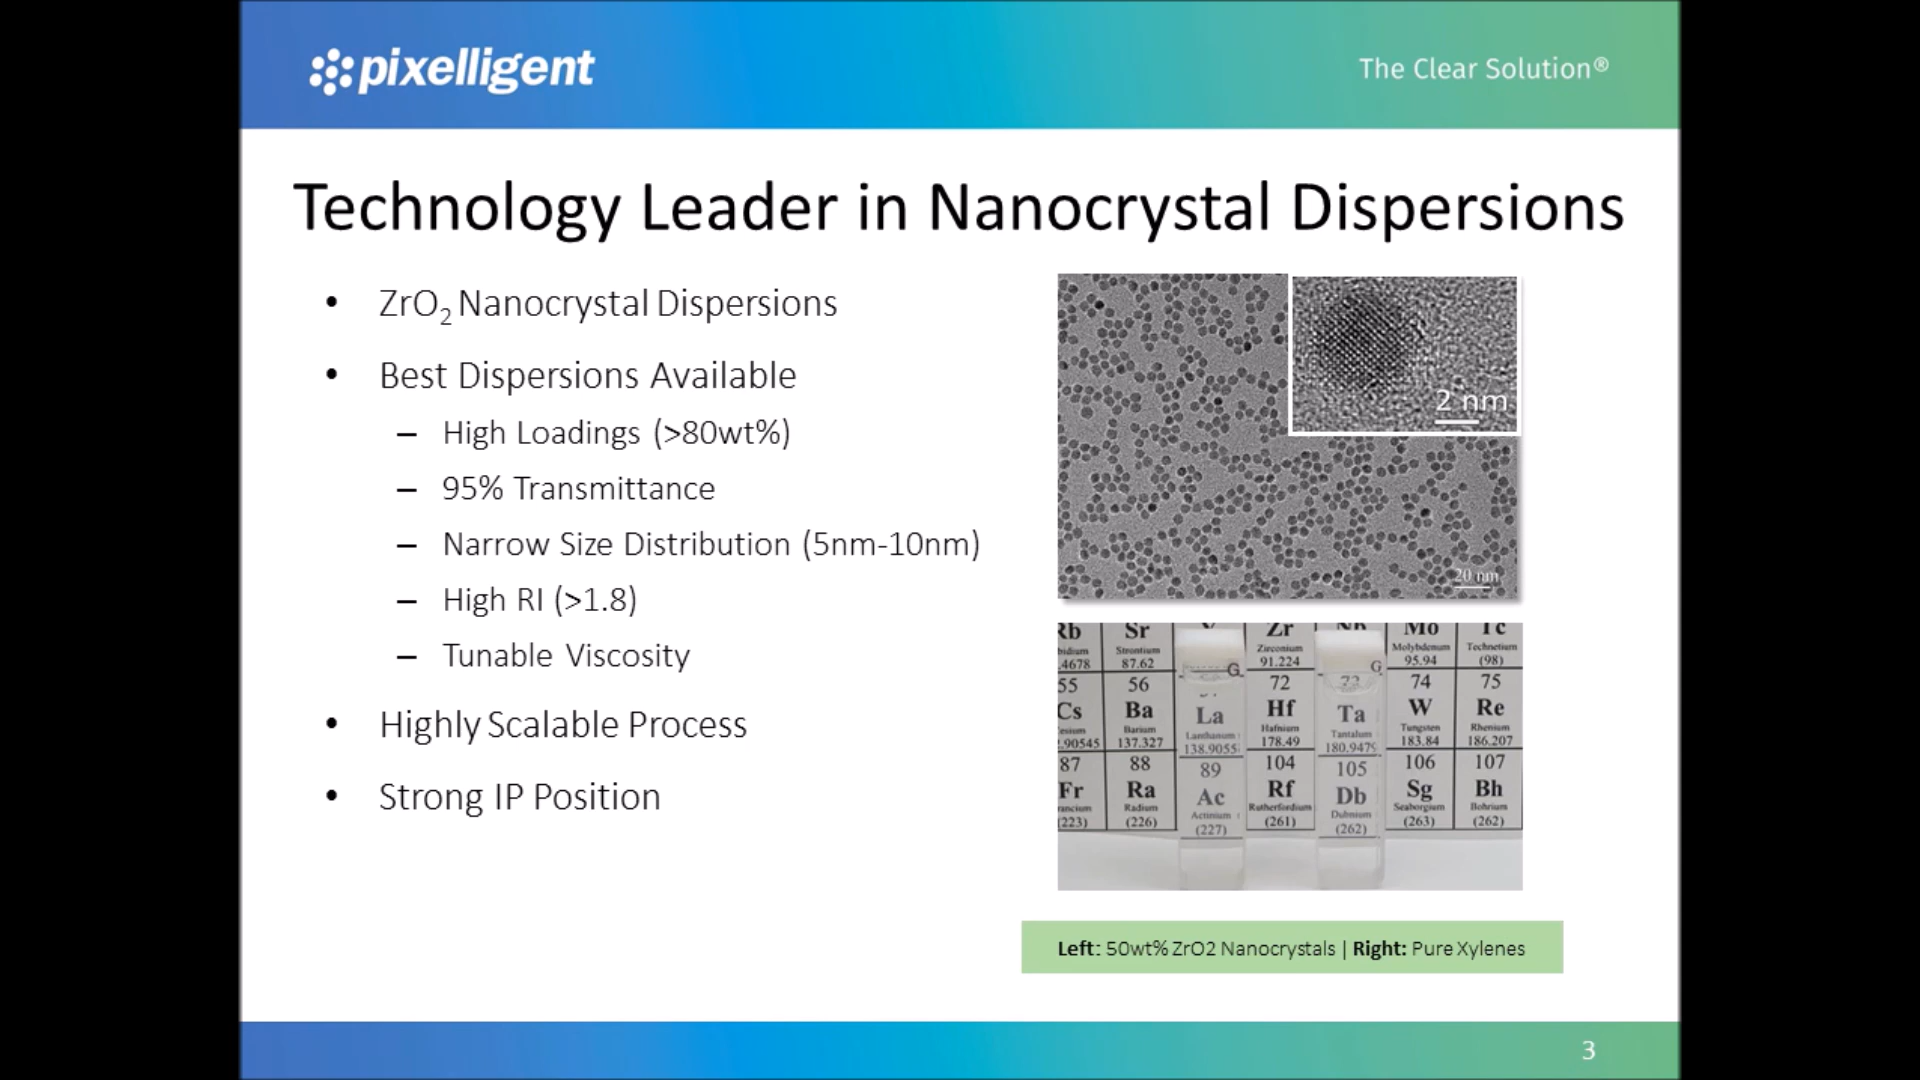 pixelligent
The Clear Solution®
Technology Leader in Nanocrystal Dispersions
• ZrO₂ Nanocrystal Dispersions
• Best Dispersions Available
– High Loadings (>80wt%)
– 95% Transmittance
– Narrow Size Distribution (5nm-10nm)
– High RI (>1.8)
– Tunable Viscosity
• Highly Scalable Process
• Strong IP Position
2 nm
20 nm
Rb Sr Zr Nb Mo Tc
Strontium Zirconium Molybdenum Technetium
.4678 87.62 91.224 95.94 (98)
G G
55 56 72 73 74 75
Cs Ba La Hf Ta W Re
Barium Lanthanum Hafnium Tantalum Tungsten Rhenium
.90545 137.327 138.9055 178.49 180.9479 183.84 186.207
87 88 89 104 105 106 107
Fr Ra Ac Rf Db Sg Bh
Radium Actinium Rutherfordium Dubnium Seaborgium Bohrium
(223) (226) (227) (261) (262) (263) (262)
Left: 50wt% ZrO2 Nanocrystals | Right: Pure Xylenes
3